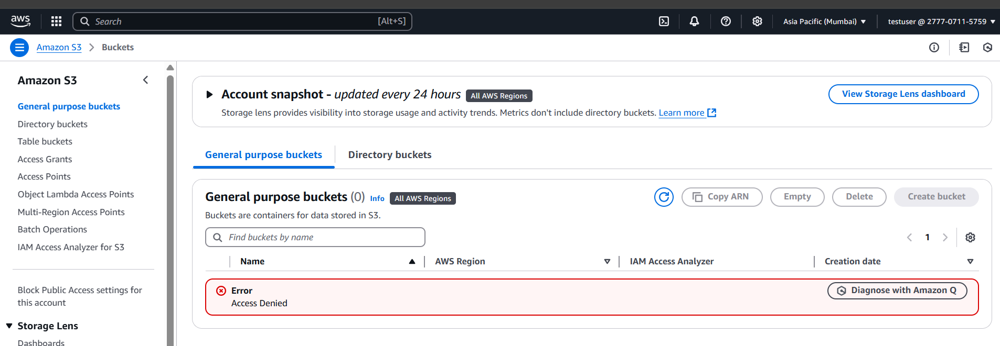 aws
Search
[Alt+S]
Asia Pacific (Mumbai)
testuser @ 2777-0711-5759
Amazon S3
Buckets
Amazon S3
General purpose buckets
Directory buckets
Table buckets
Access Grants
Access Points
Object Lambda Access Points
Multi-Region Access Points
Batch Operations
IAM Access Analyzer for S3
Block Public Access settings for
this account
Storage Lens
Dashboards
Account snapshot - updated every 24 hours
All AWS Regions
View Storage Lens dashboard
Storage lens provides visibility into storage usage and activity trends. Metrics don't include directory buckets. Learn more
General purpose buckets
Directory buckets
General purpose buckets (0)
Info
All AWS Regions
Copy ARN
Empty
Delete
Create bucket
Buckets are containers for data stored in S3.
Find buckets by name
1
Name
AWS Region
IAM Access Analyzer
Creation date
Error
Access Denied
Diagnose with Amazon Q